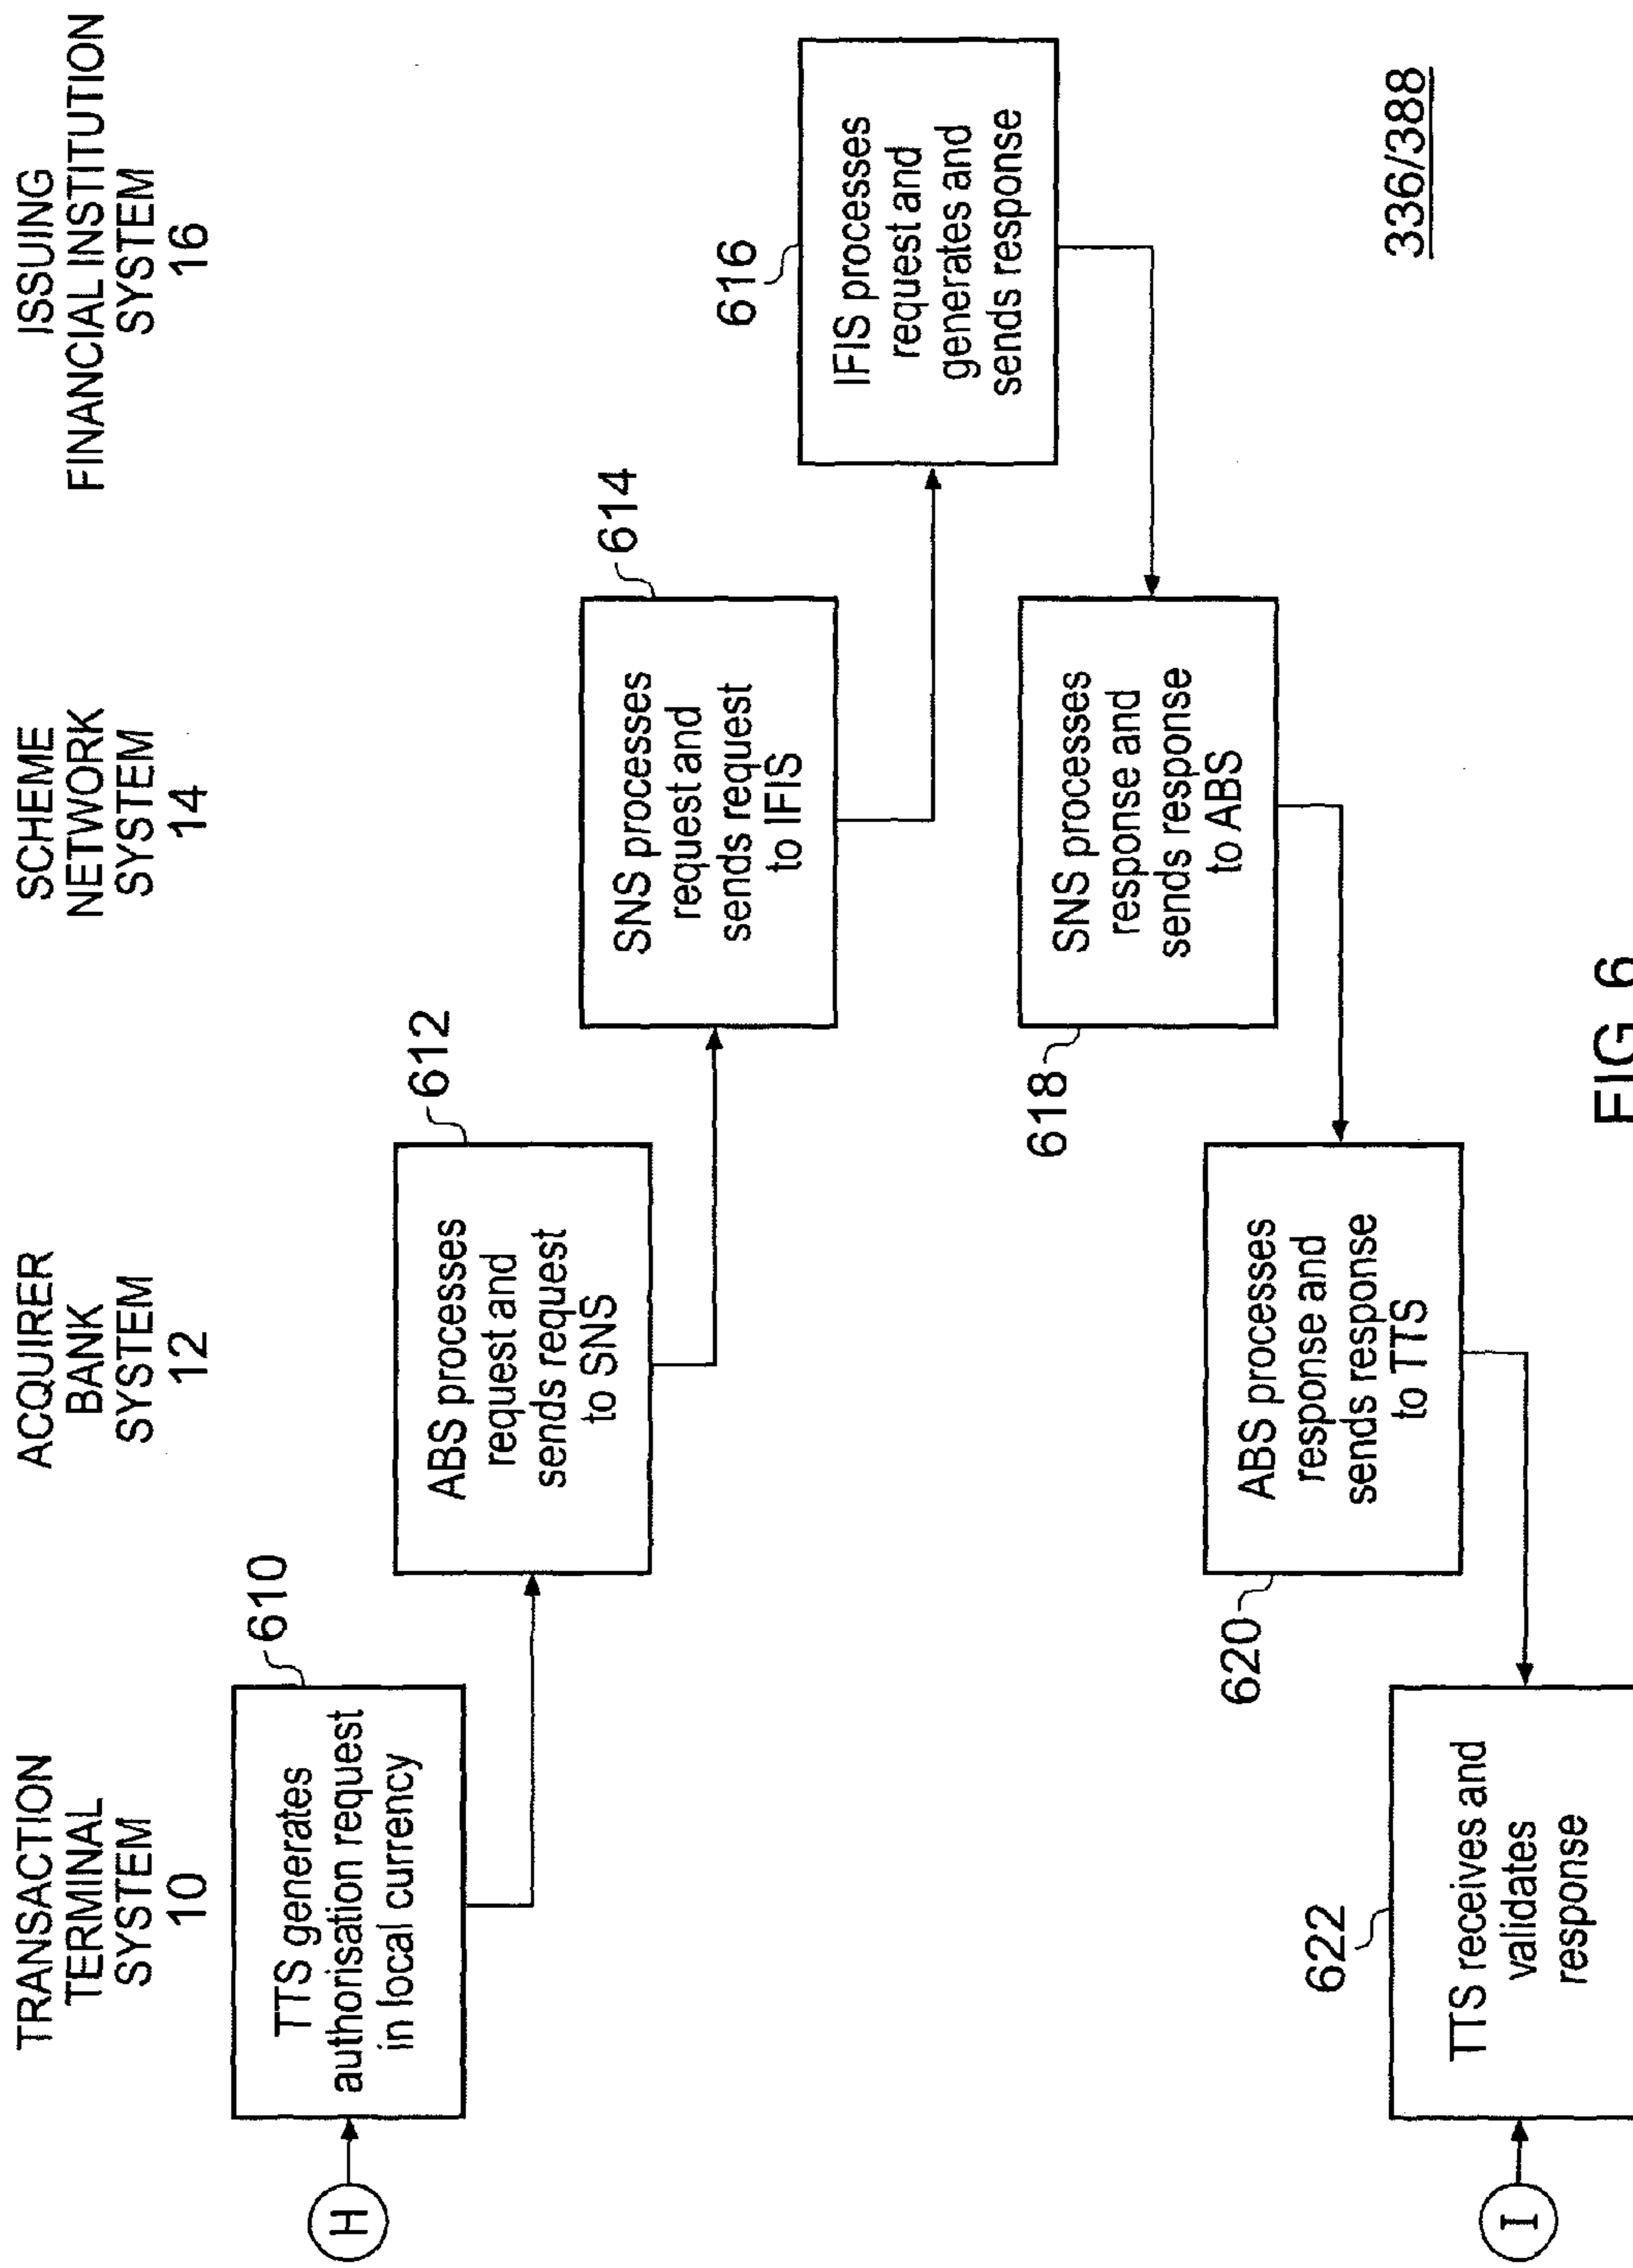 TRANSACTION
TERMINAL
SYSTEM
10
ACQUIRER
BANK
SYSTEM
12
SCHEME
NETWORK
SYSTEM
14
ISSUING
FINANCIAL INSTITUTION
SYSTEM
16
H
610
TTS generates
authorisation request
in local currency
612
ABS processes
request and
sends request
to SNS
614
SNS processes
request and
sends request
to IFIS
616
IFIS processes
request and
generates and
sends response
618
SNS processes
response and
sends response
to ABS
620
ABS processes
response and
sends response
to TTS
622
TTS receives and
validates
response
I
336/388
FIG 6